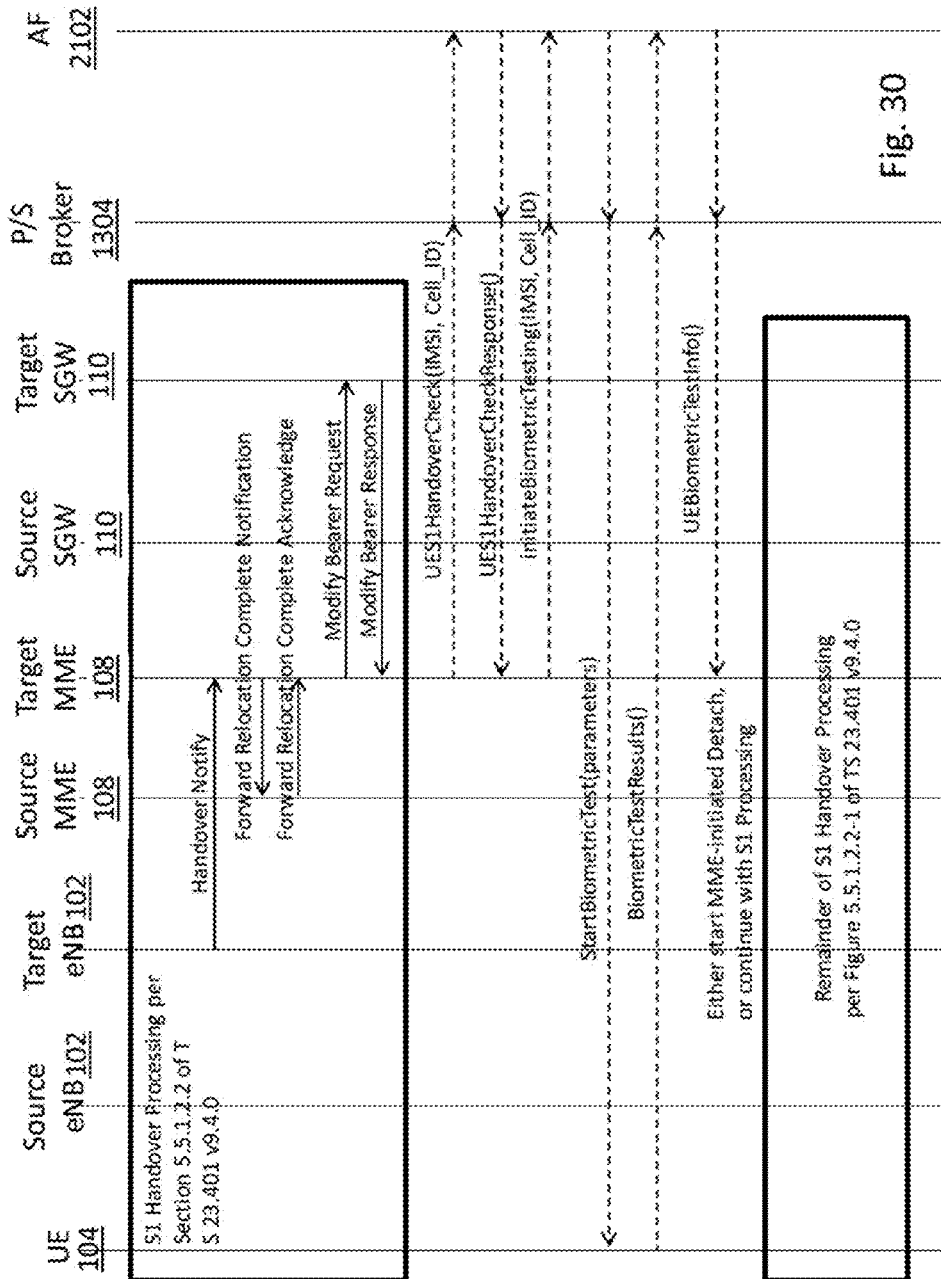 UE
104
Source
eNB102
Target
eNB102
Source
MME
108
Target
MME
108
Source
SGW
110
Target
SGW
110
P/S
Broker
1304
AF
2102
S1 Handover Processing per
Section 5.5.1.2.2 of T
S 23.401 v9.4.0
Handover Notify
Forward Relocation Complete Notification
Forward Relocation Complete Acknowledge
Modify Bearer Request
Modify Bearer Response
UES1HandoverCheck(IMSI, Cell_ID)
UES1HandoverCheckResponse()
initiateBiometricTesting(IMSI, Cell_ID)
StartBiometricTest(parameters)
BiometricTestResults()
UEBiometricTestInfo()
Either start MME-initiated Detach,
or continue with S1 Processing
Remainder of S1 Handover Processing
per Figure 5.5.1.2.2-1 of TS 23.401 v9.4.0
Fig. 30